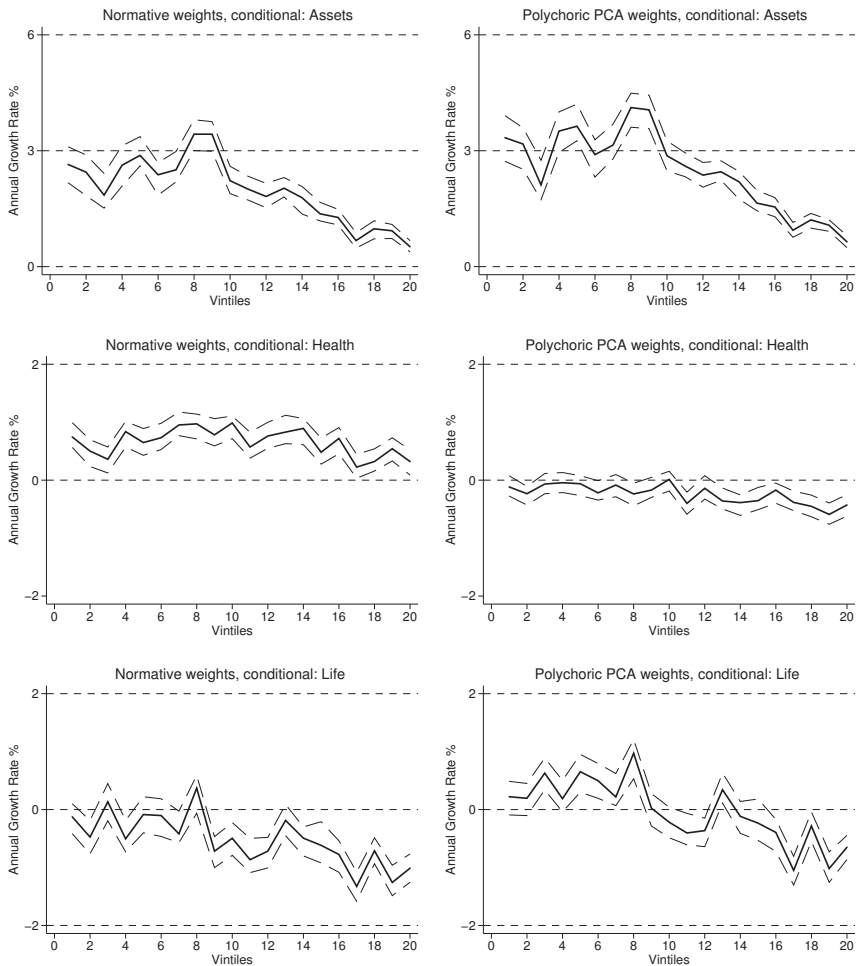 Normative weights, conditional: Assets
Annual Growth Rate %
6
3
0
0 2 4 6 8 10 12 14 16 18 20
Vintiles
Polychoric PCA weights, conditional: Assets
Annual Growth Rate %
6
3
0
0 2 4 6 8 10 12 14 16 18 20
Vintiles
Normative weights, conditional: Health
Annual Growth Rate %
2
0
−2
0 2 4 6 8 10 12 14 16 18 20
Vintiles
Polychoric PCA weights, conditional: Health
Annual Growth Rate %
2
0
−2
0 2 4 6 8 10 12 14 16 18 20
Vintiles
Normative weights, conditional: Life
Annual Growth Rate %
2
0
−2
0 2 4 6 8 10 12 14 16 18 20
Vintiles
Polychoric PCA weights, conditional: Life
Annual Growth Rate %
2
0
−2
0 2 4 6 8 10 12 14 16 18 20
Vintiles